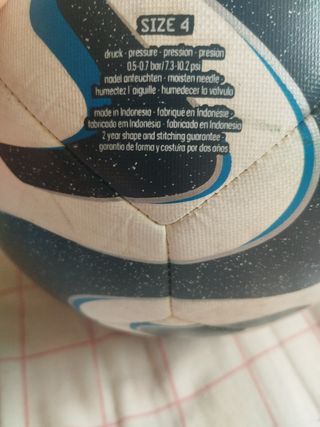 SIZE 4
druck - pressure - pression - presión
0.5-0.7 bar/7.3-10.2 psi
nadel anfeuchten - moisten needle -
humectez l'aiguille - humedecer la valvula
made in Indonesia - fabriqué en Indonésie -
fabricado em Indonésia - fabricado en Indonesia
2 year shape and stitching guarantee -
garantía de forma y costura por dos años